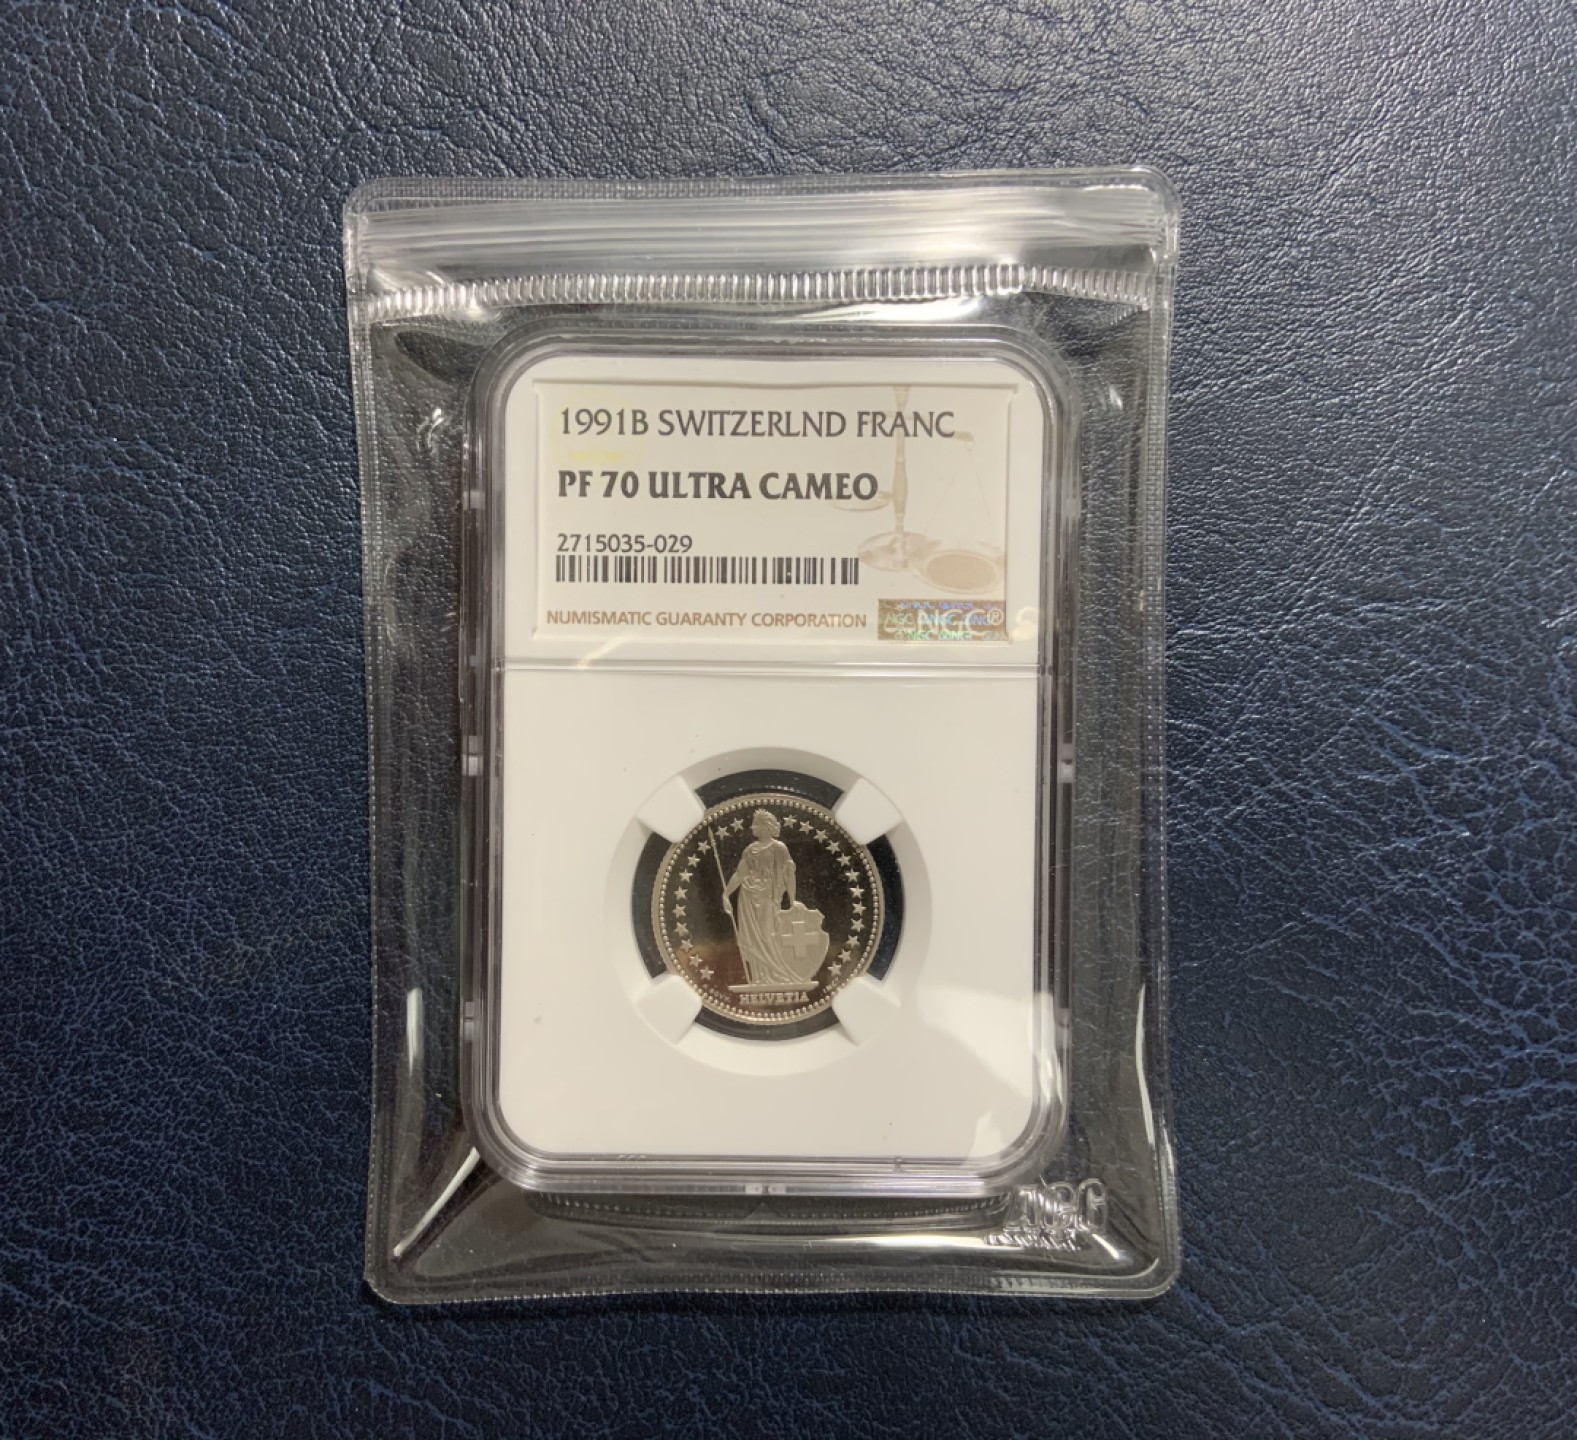 1991B SWITZERLND FRANC
PF 70 ULTRA CAMEO
2715035-029
NUMISMATIC GUARANTY CORPORATION
NGC®
HELVETIA